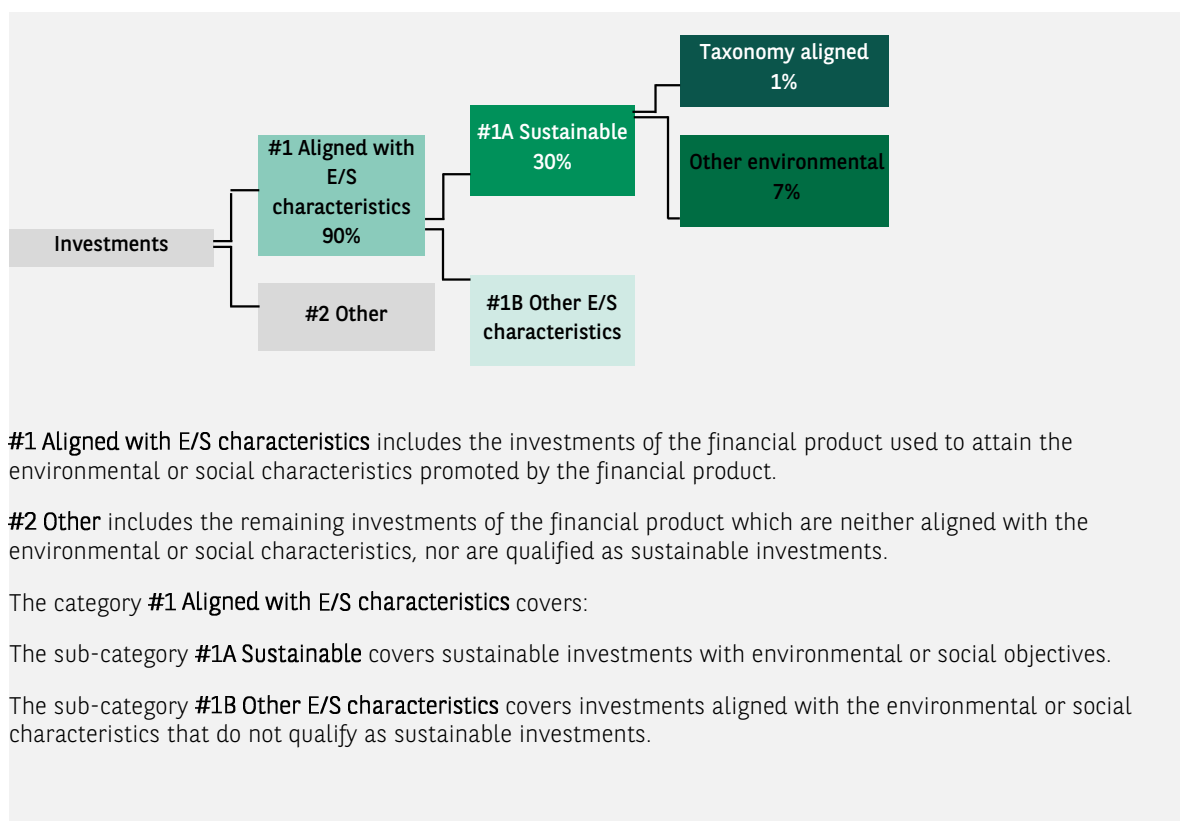 Taxonomy aligned
1%
#1A Sustainable
30%
#1 Aligned with
E/S
characteristics
90%
Other environmental
7%
Investments
#2 Other
#1B Other E/S
characteristics
#1 Aligned with E/S characteristics includes the investments of the financial product used to attain the
environmental or social characteristics promoted by the financial product.
#2 Other includes the remaining investments of the financial product which are neither aligned with the
environmental or social characteristics, nor are qualified as sustainable investments.
The category #1 Aligned with E/S characteristics covers:
The sub-category #1A Sustainable covers sustainable investments with environmental or social objectives.
The sub-category #1B Other E/S characteristics covers investments aligned with the environmental or social
characteristics that do not qualify as sustainable investments.